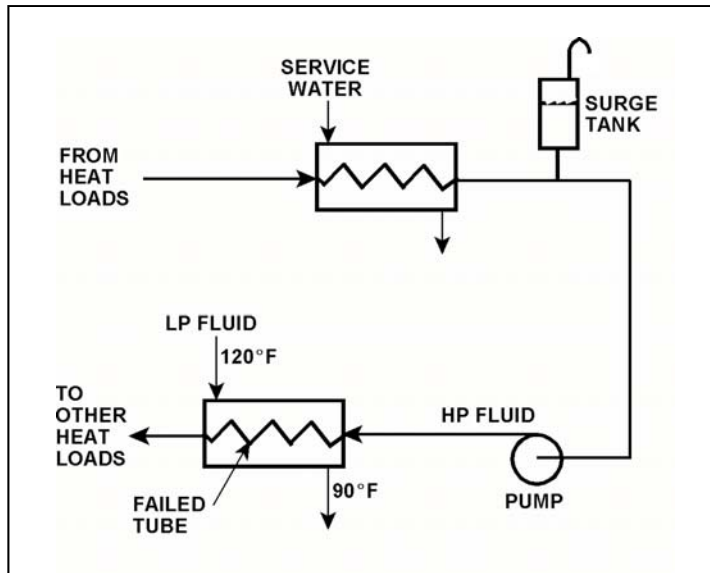 SERVICE
WATER
SURGE
TANK
FROM
HEAT
LOADS
LP FLUID
120°F
TO
OTHER
HEAT
LOADS
HP FLUID
90°F
FAILED
TUBE
PUMP